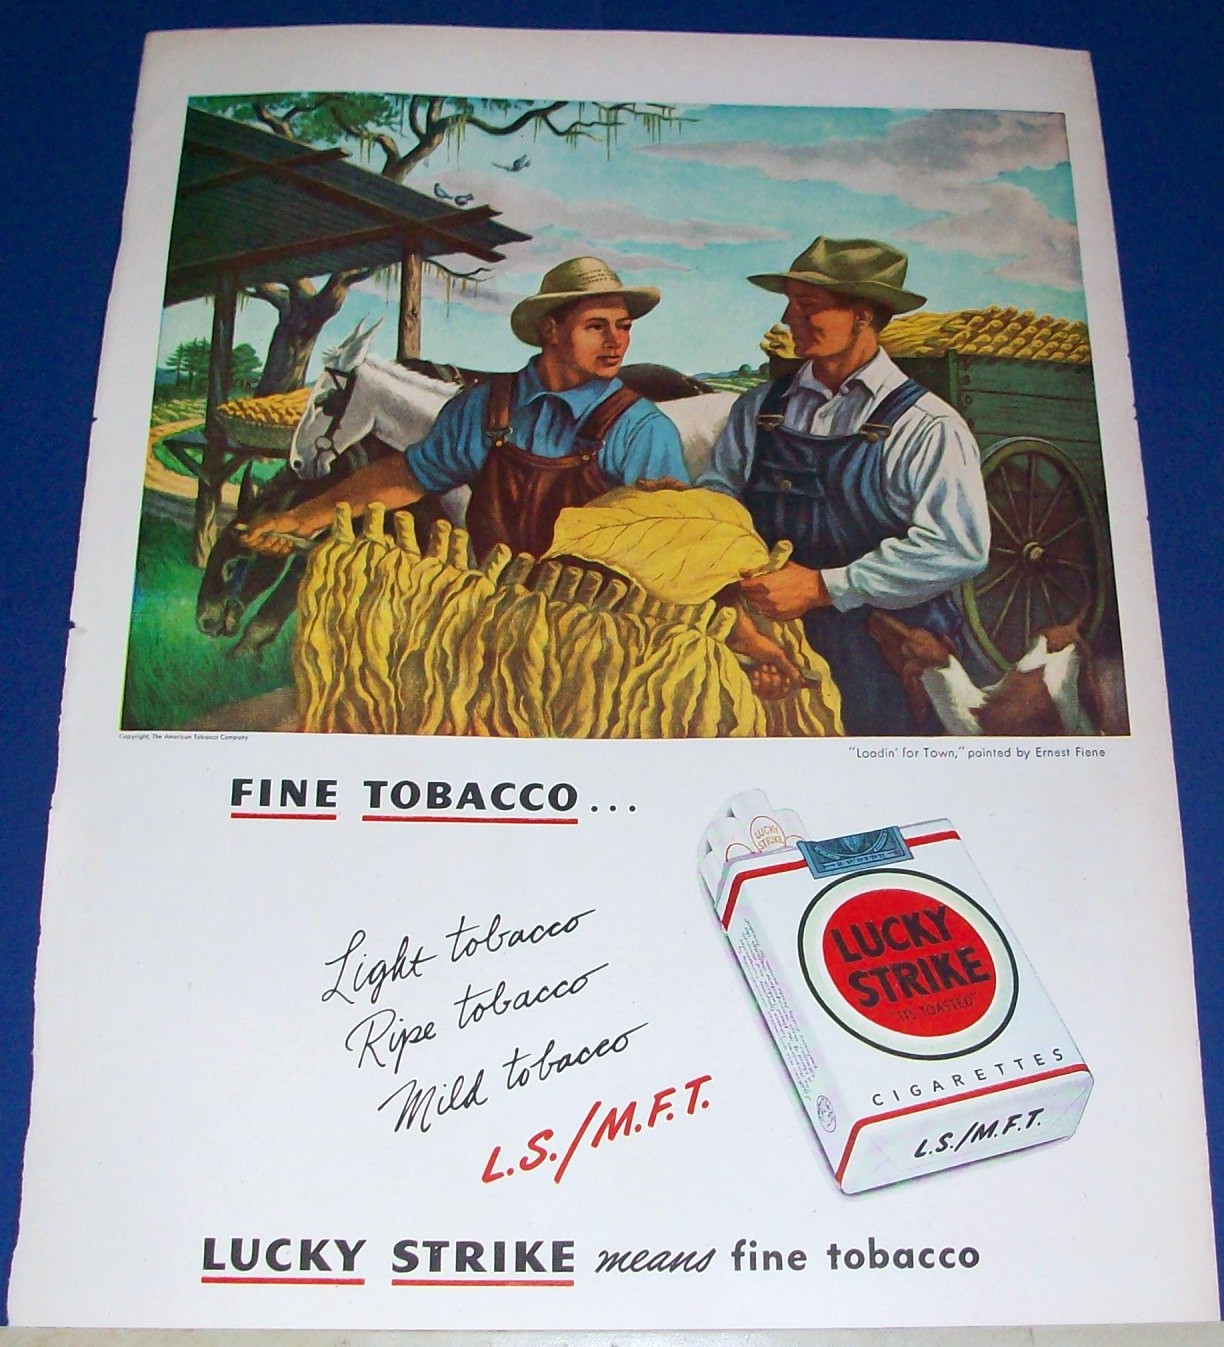 Copyright, The American Tobacco Company
"Loadin' for Town," painted by Ernest Fiene
FINE TOBACCO...
Light tobacco
Ripe tobacco
Mild tobacco
L.S./M.F.T.
LUCKY STRIKE
LUCKY
STRIKE
"IT'S TOASTED"
CIGARETTES
L.S./M.F.T.
LUCKY STRIKE means fine tobacco